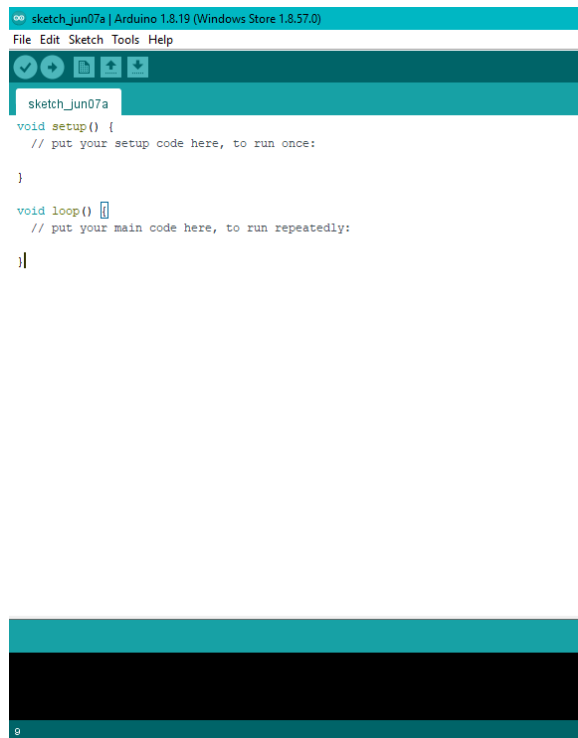 sketch_jun07a | Arduino 1.8.19 (Windows Store 1.8.57.0)
File Edit Sketch Tools Help
sketch_jun07a
void setup() {
  // put your setup code here, to run once:
}
void loop() {
  // put your main code here, to run repeatedly:
}
9